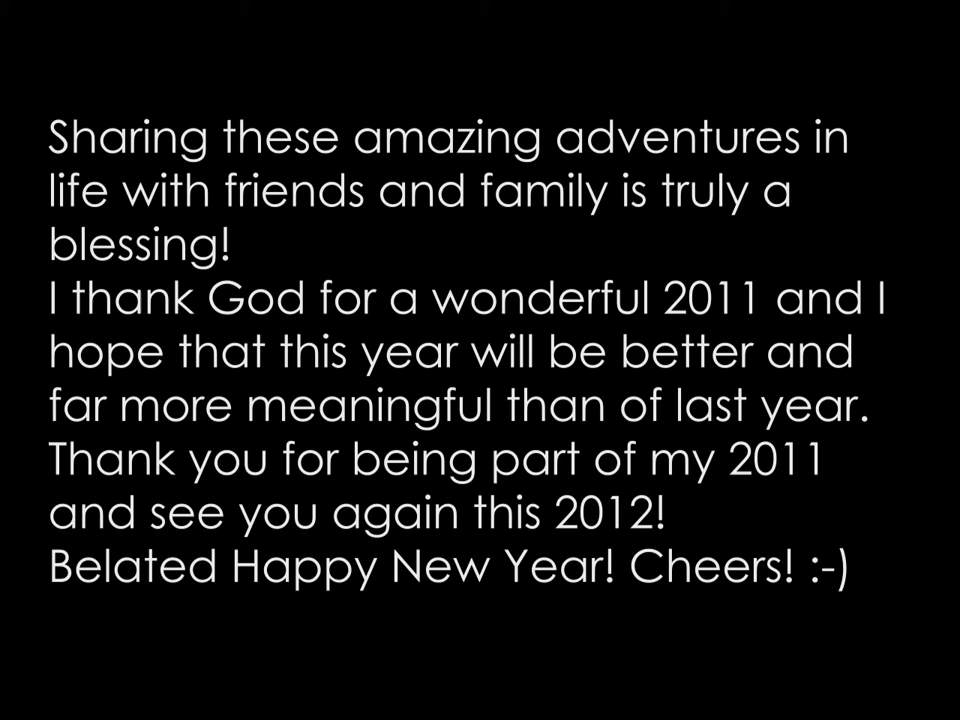 Sharing these amazing adventures in
life with friends and family is truly a
blessing!
I thank God for a wonderful 2011 and I
hope that this year will be better and
far more meaningful than of last year.
Thank you for being part of my 2011
and see you again this 2012!
Belated Happy New Year! Cheers! :-)